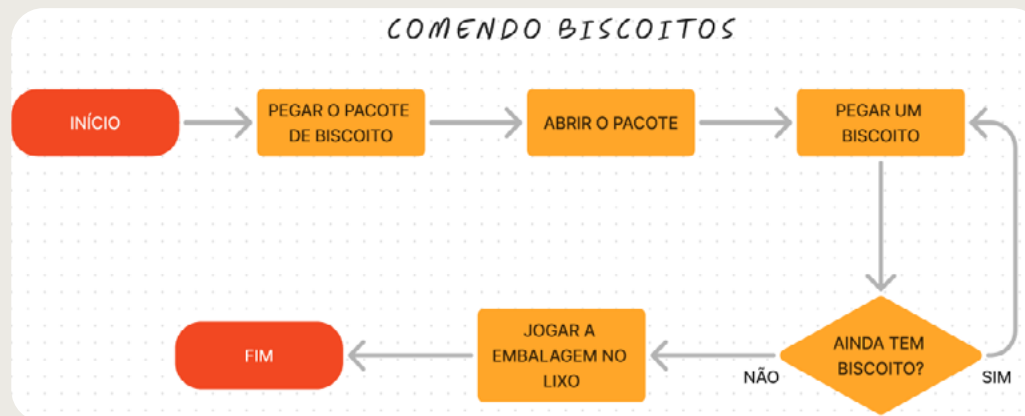 COMENDO BISCOITOS
INÍCIO
PEGAR O PACOTE
DE BISCOITO
ABRIR O PACOTE
PEGAR UM
BISCOITO
AINDA TEM
BISCOITO?
SIM
NÃO
JOGAR A
EMBALAGEM NO
LIXO
FIM